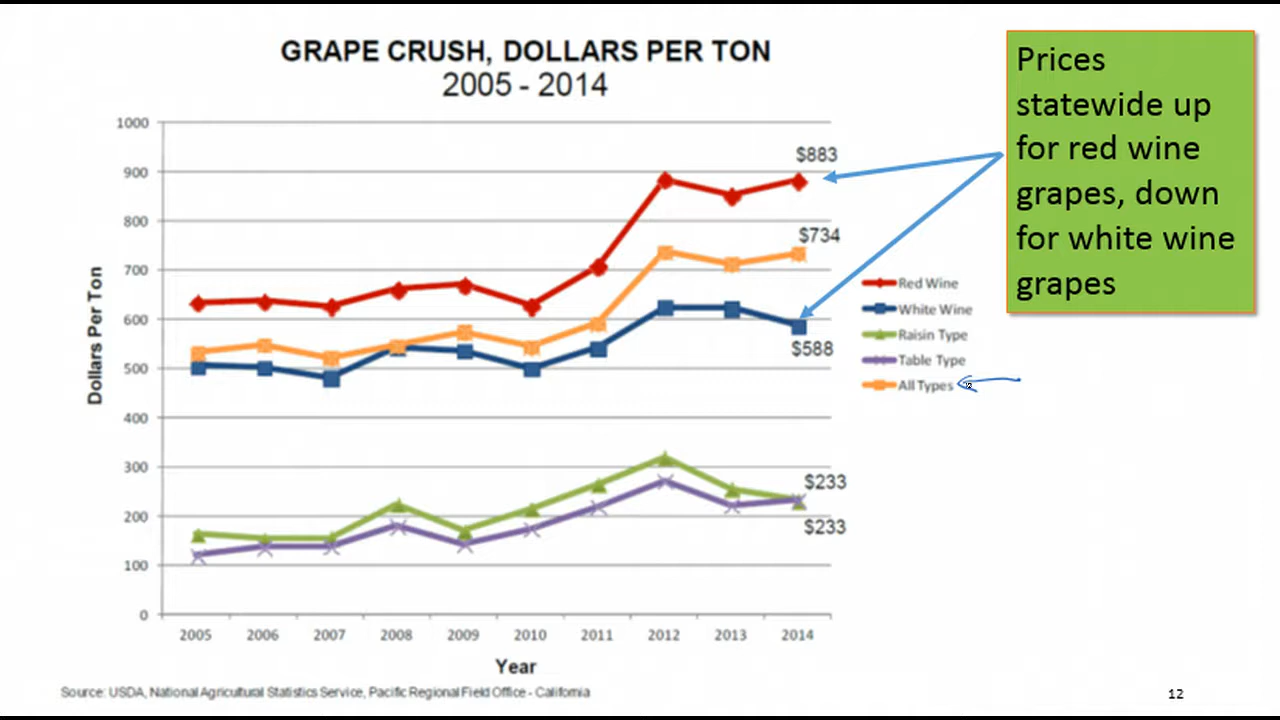 GRAPE CRUSH, DOLLARS PER TON
2005 - 2014
Prices
statewide up
for red wine
grapes, down
for white wine
grapes
Dollars Per Ton
1000
900
800
700
600
500
400
300
200
100
0
$883
$734
$588
$233
$233
Red Wine
White Wine
Raisin Type
Table Type
All Types
2005 2006 2007 2008 2009 2010 2011 2012 2013 2014
Year
Source: USDA, National Agricultural Statistics Service, Pacific Regional Field Office - California
12